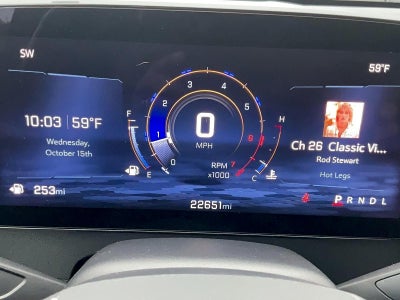 SW
59°F
10:03 59°F
Wednesday,
October 15th
253mi
F
E
0
1
2
3
4
5
6
7
0
MPH
RPM
x1000
H
C
Ch 26 Classic Vi...
Rod Stewart
Hot Legs
PRNDL
22651mi